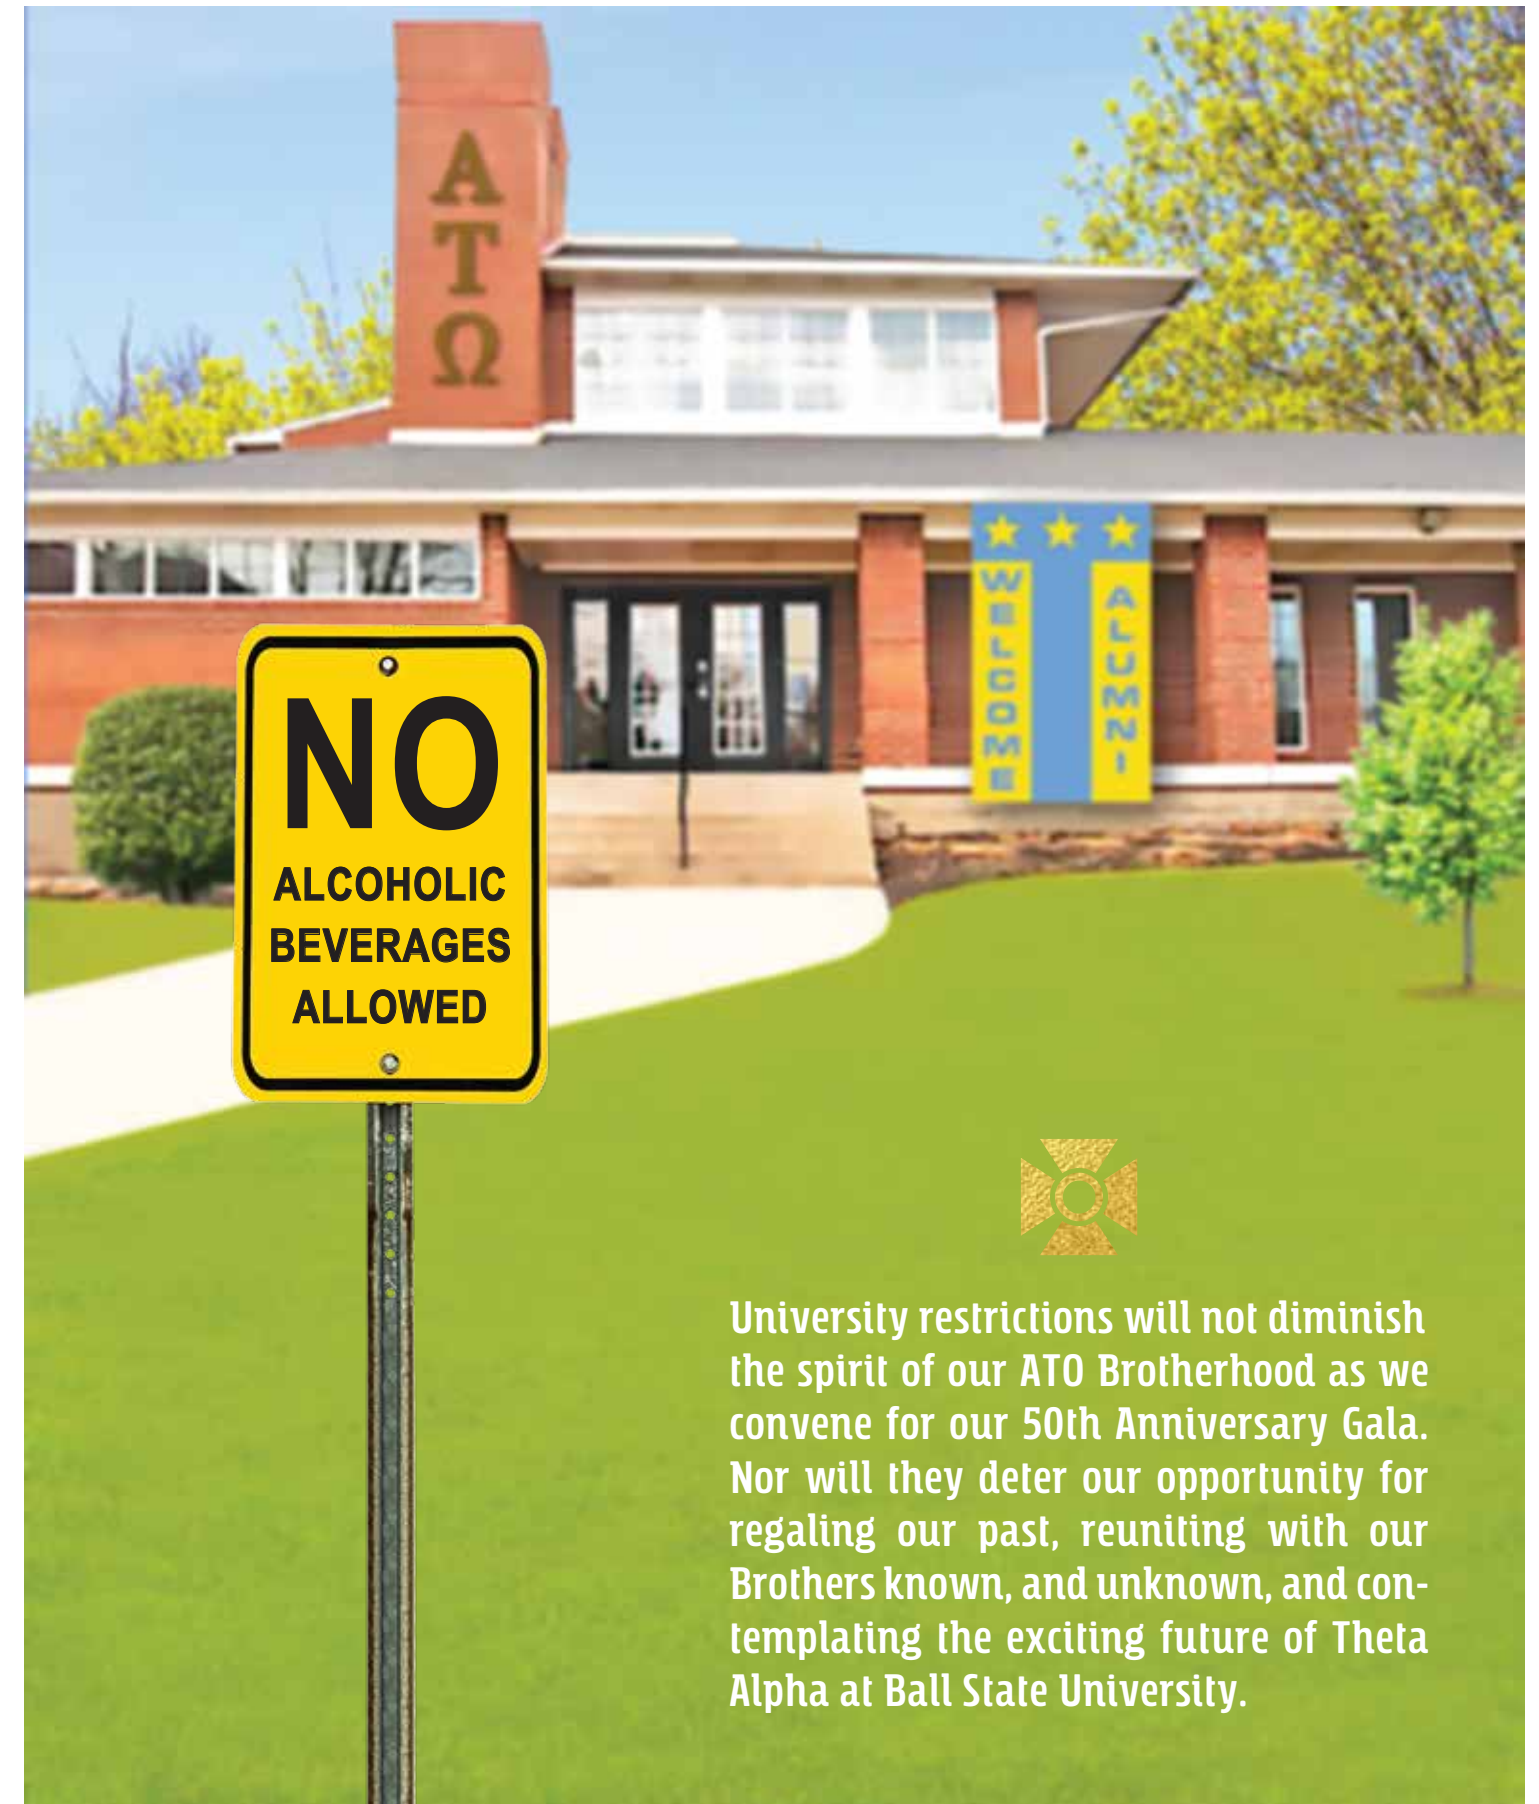 Α
Τ
Ω
WELCOME
ALUMNI
NO
ALCOHOLIC
BEVERAGES
ALLOWED
University restrictions will not diminish
the spirit of our ATO Brotherhood as we
convene for our 50th Anniversary Gala.
Nor will they deter our opportunity for
regaling our past, reuniting with our
Brothers known, and unknown, and con-
templating the exciting future of Theta
Alpha at Ball State University.